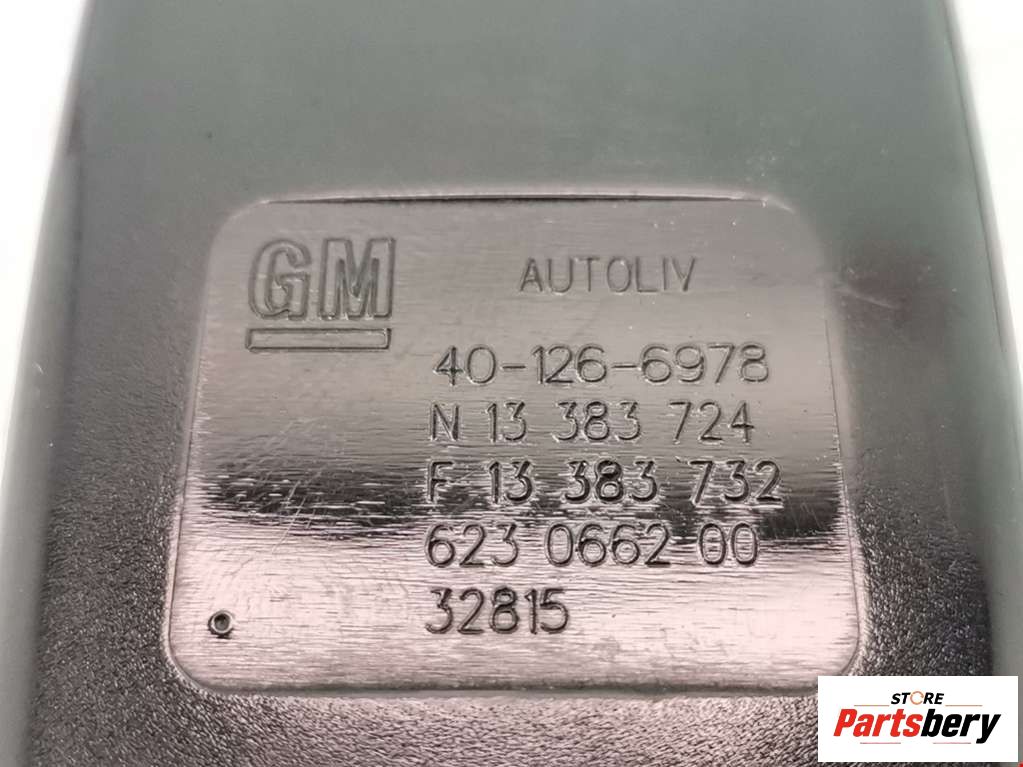 GM
AUTOLIV
40-126-6978
N 13 383 724
F 13 383 732
623 0662 00
32815
STORE
Partsbery